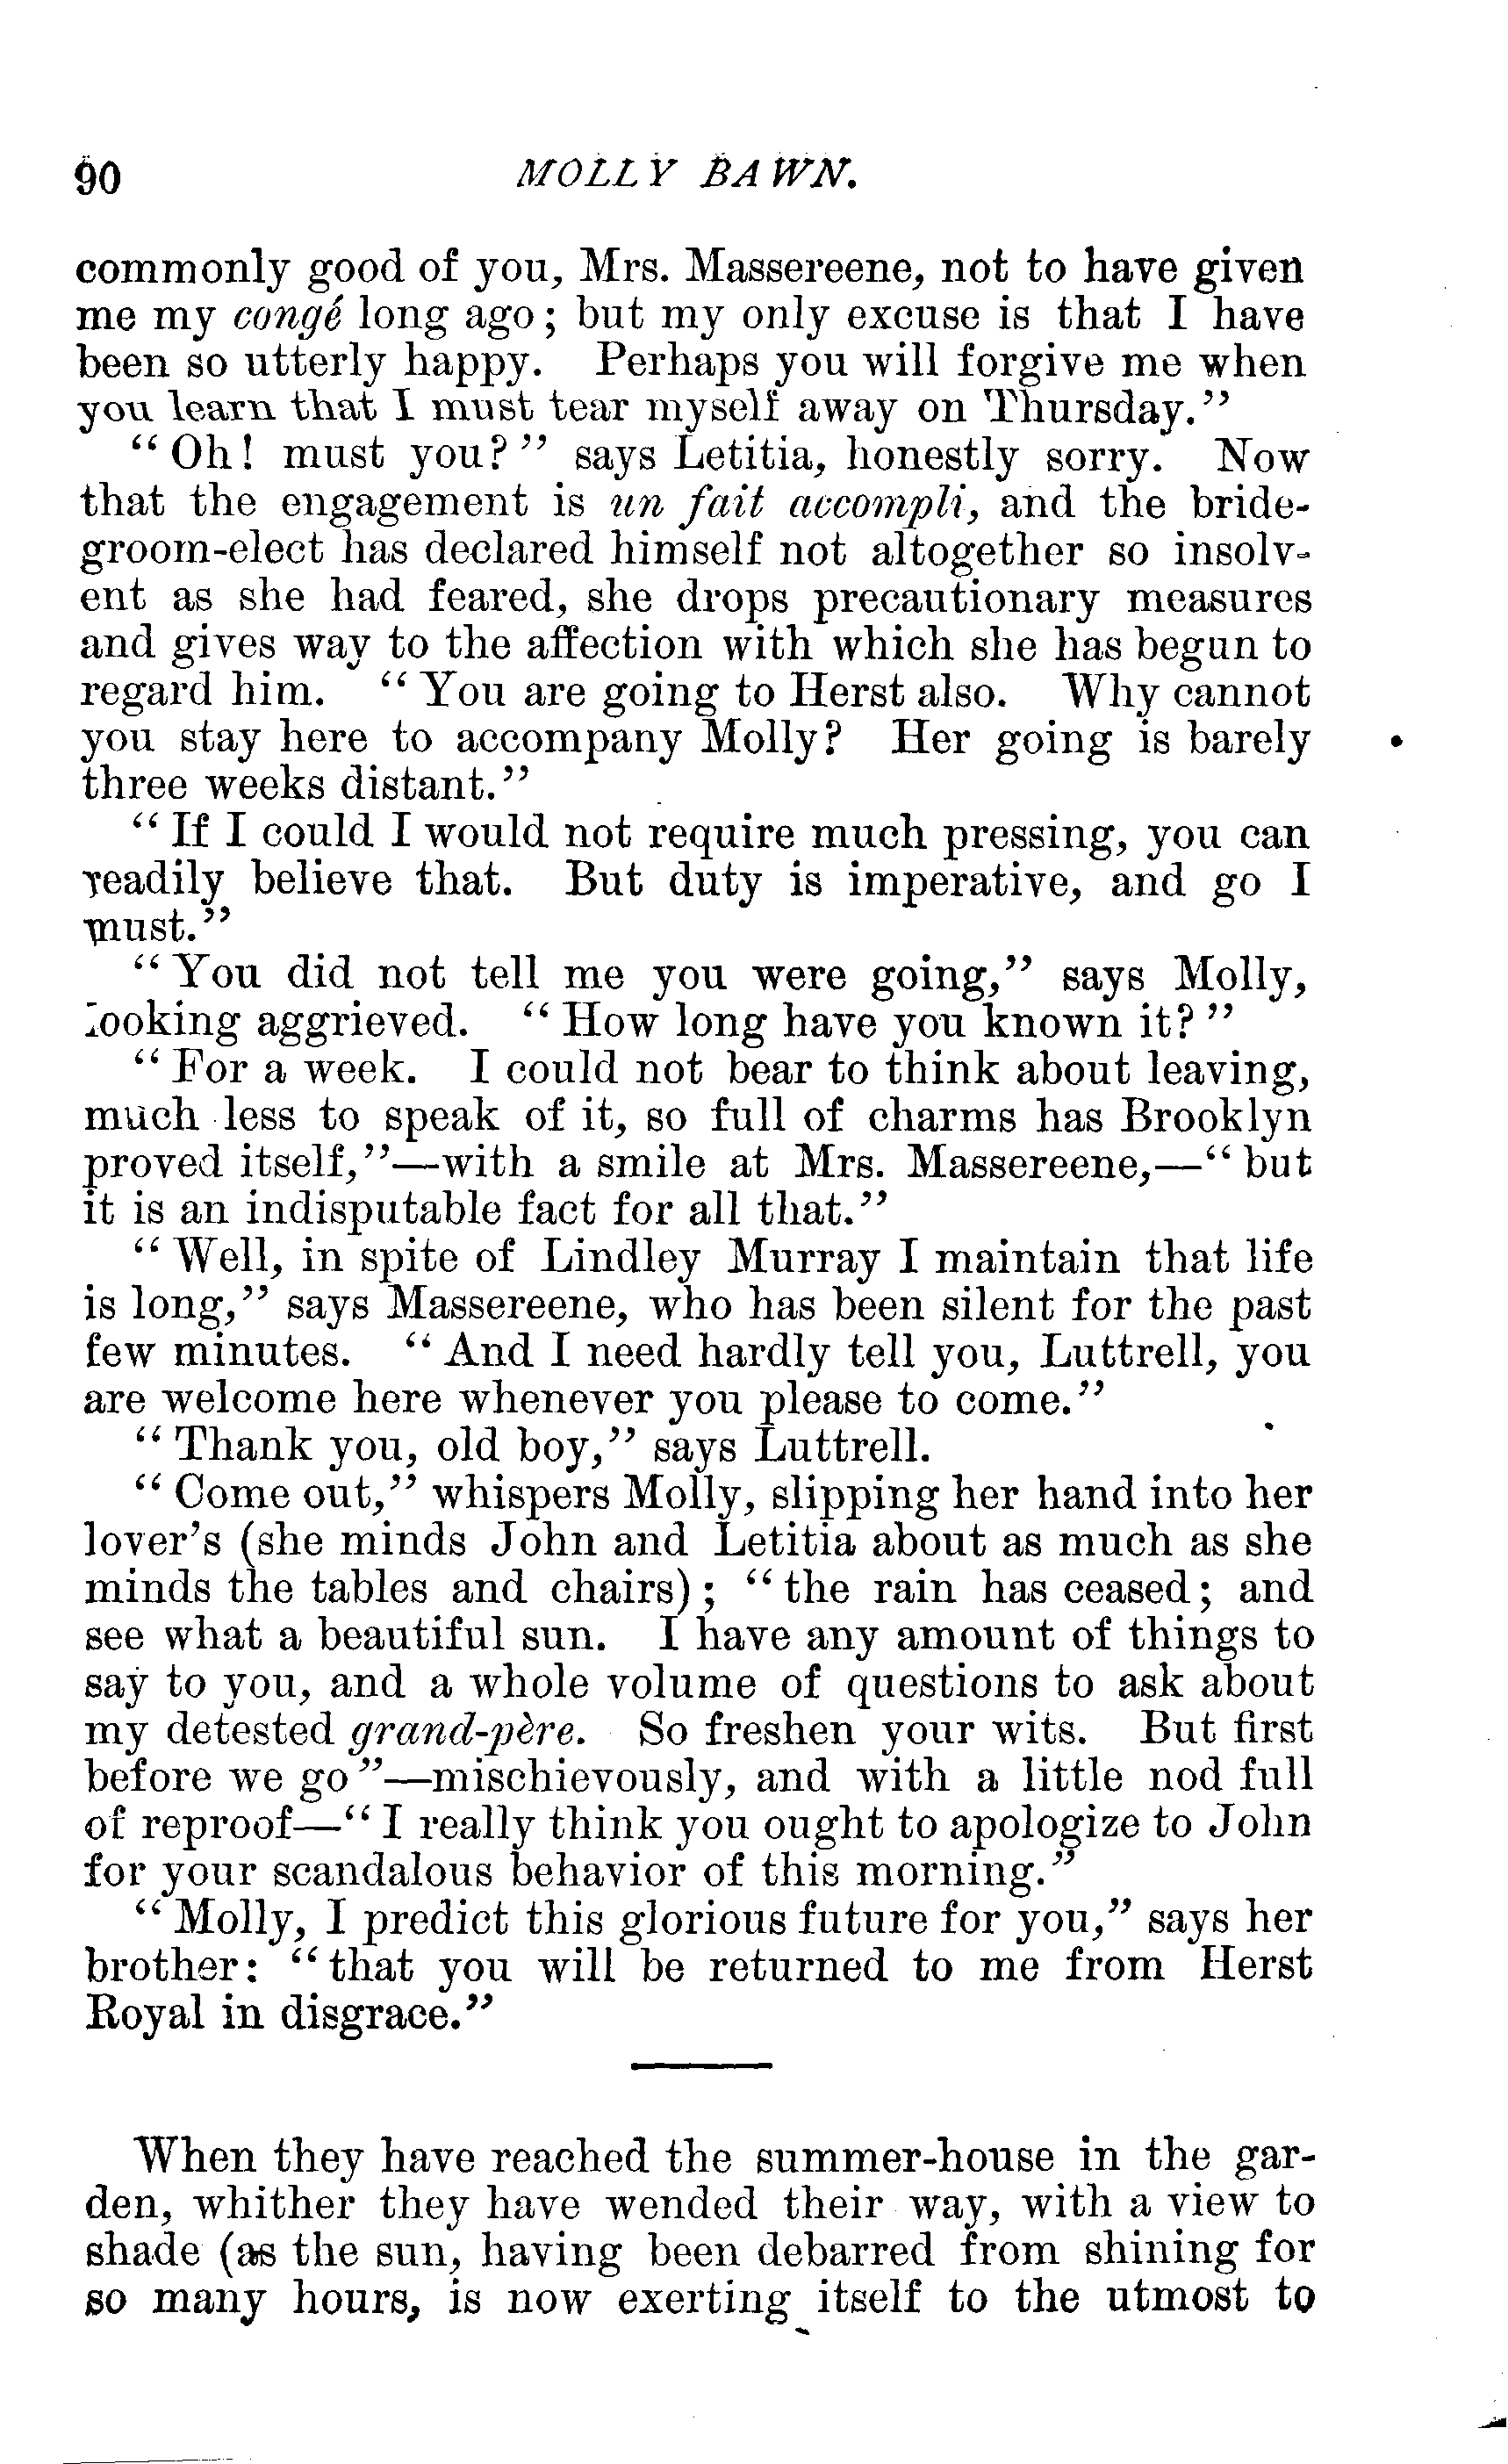 90 MOLLY BAWN.
commonly good of you, Mrs. Massereene, not to have given
me my congé long ago; but my only excuse is that I have
been so utterly happy. Perhaps you will forgive me when
you learn that I must tear myself away on Thursday."
"Oh! must you?" says Letitia, honestly sorry. Now
that the engagement is un fait accompli, and the bride-
groom-elect has declared himself not altogether so insolv-
ent as she had feared, she drops precautionary measures
and gives way to the affection with which she has begun to
regard him. "You are going to Herst also. Why cannot
you stay here to accompany Molly? Her going is barely
three weeks distant."
"If I could I would not require much pressing, you can
readily believe that. But duty is imperative, and go I
must."
"You did not tell me you were going," says Molly,
looking aggrieved. "How long have you known it?"
"For a week. I could not bear to think about leaving,
much less to speak of it, so full of charms has Brooklyn
proved itself,"—with a smile at Mrs. Massereene,—"but
it is an indisputable fact for all that."
"Well, in spite of Lindley Murray I maintain that life
is long," says Massereene, who has been silent for the past
few minutes. "And I need hardly tell you, Luttrell, you
are welcome here whenever you please to come."
"Thank you, old boy," says Luttrell.
"Come out," whispers Molly, slipping her hand into her
lover's (she minds John and Letitia about as much as she
minds the tables and chairs); "the rain has ceased; and
see what a beautiful sun. I have any amount of things to
say to you, and a whole volume of questions to ask about
my detested grand-père. So freshen your wits. But first
before we go"—mischievously, and with a little nod full
of reproof—"I really think you ought to apologize to John
for your scandalous behavior of this morning."
"Molly, I predict this glorious future for you," says her
brother: "that you will be returned to me from Herst
Royal in disgrace."
When they have reached the summer-house in the gar-
den, whither they have wended their way, with a view to
shade (as the sun, having been debarred from shining for
so many hours, is now exerting itself to the utmost to